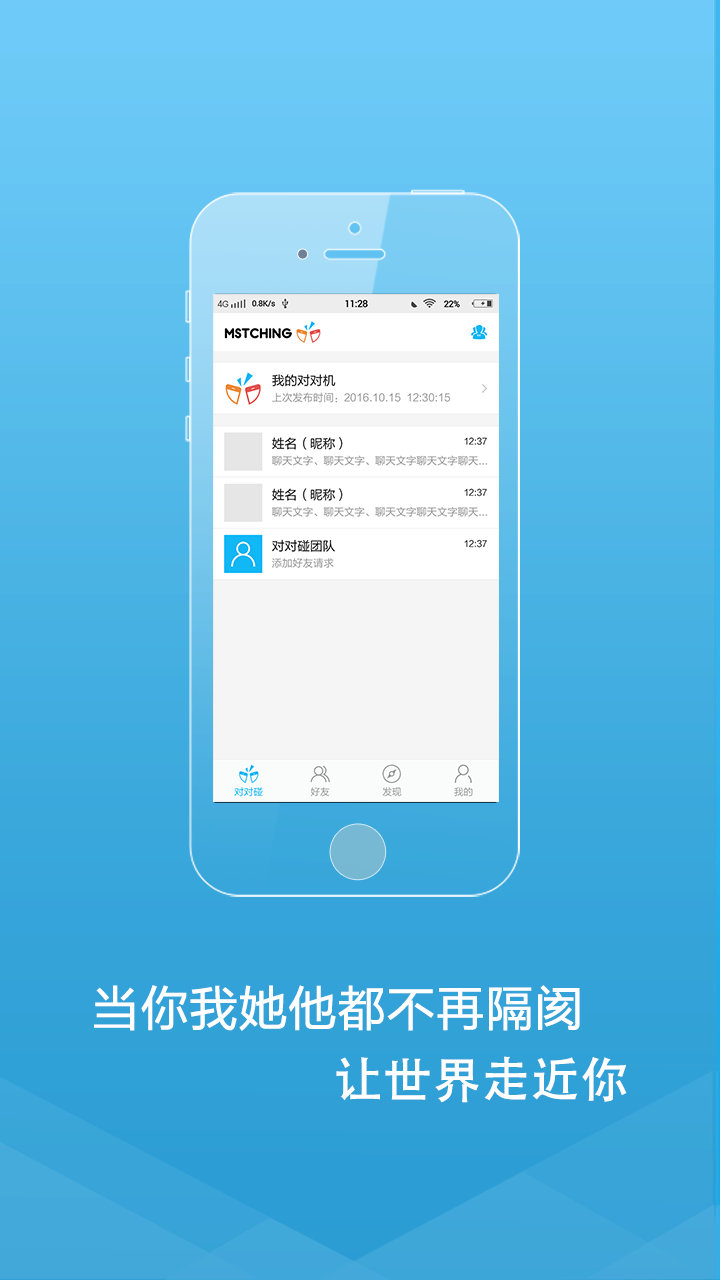 4G 0.8K/s 11:28 22%
MSTCHING
我的对对机
上次发布时间：2016.10.15 12:30:15
姓名（昵称） 12:37
聊天文字、聊天文字、聊天文字聊天文字聊天...
姓名（昵称） 12:37
聊天文字、聊天文字、聊天文字聊天文字聊天...
对对碰团队 12:37
添加好友请求
对对碰 好友 发现 我的
当你我她他都不再隔阂
让世界走近你